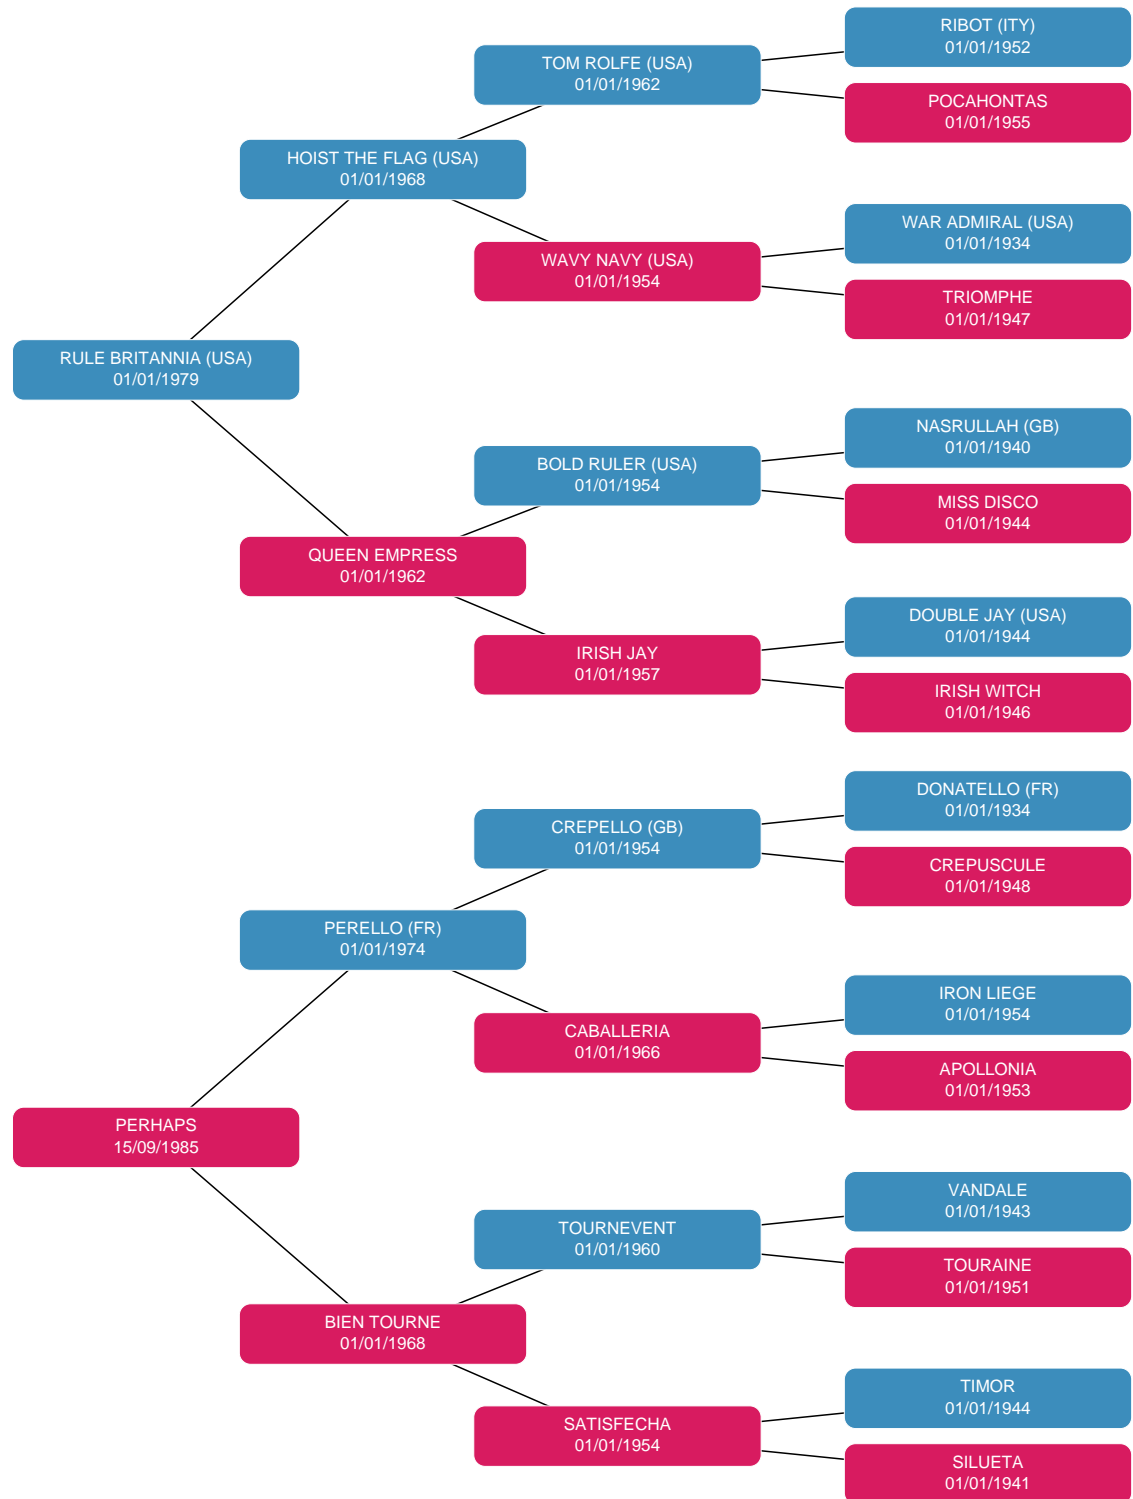 RIBOT (ITY)
01/01/1952
TOM ROLFE (USA)
01/01/1962
POCAHONTAS
01/01/1955
HOIST THE FLAG (USA)
01/01/1968
WAR ADMIRAL (USA)
01/01/1934
WAVY NAVY (USA)
01/01/1954
TRIOMPHE
01/01/1947
RULE BRITANNIA (USA)
01/01/1979
NASRULLAH (GB)
01/01/1940
BOLD RULER (USA)
01/01/1954
MISS DISCO
01/01/1944
QUEEN EMPRESS
01/01/1962
DOUBLE JAY (USA)
01/01/1944
IRISH JAY
01/01/1957
IRISH WITCH
01/01/1946
DONATELLO (FR)
01/01/1934
CREPELLO (GB)
01/01/1954
CREPUSCULE
01/01/1948
PERELLO (FR)
01/01/1974
IRON LIEGE
01/01/1954
CABALLERIA
01/01/1966
APOLLONIA
01/01/1953
PERHAPS
15/09/1985
VANDALE
01/01/1943
TOURNEVENT
01/01/1960
TOURAINE
01/01/1951
BIEN TOURNE
01/01/1968
TIMOR
01/01/1944
SATISFECHA
01/01/1954
SILUETA
01/01/1941